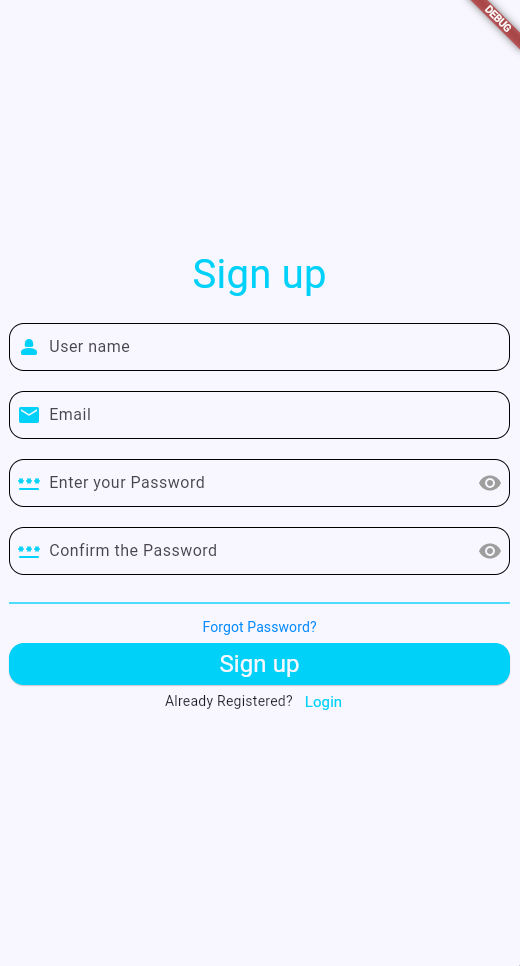 DEBUG
Sign up
User name
Email
Enter your Password
Confirm the Password
Forgot Password?
Sign up
Already Registered? Login